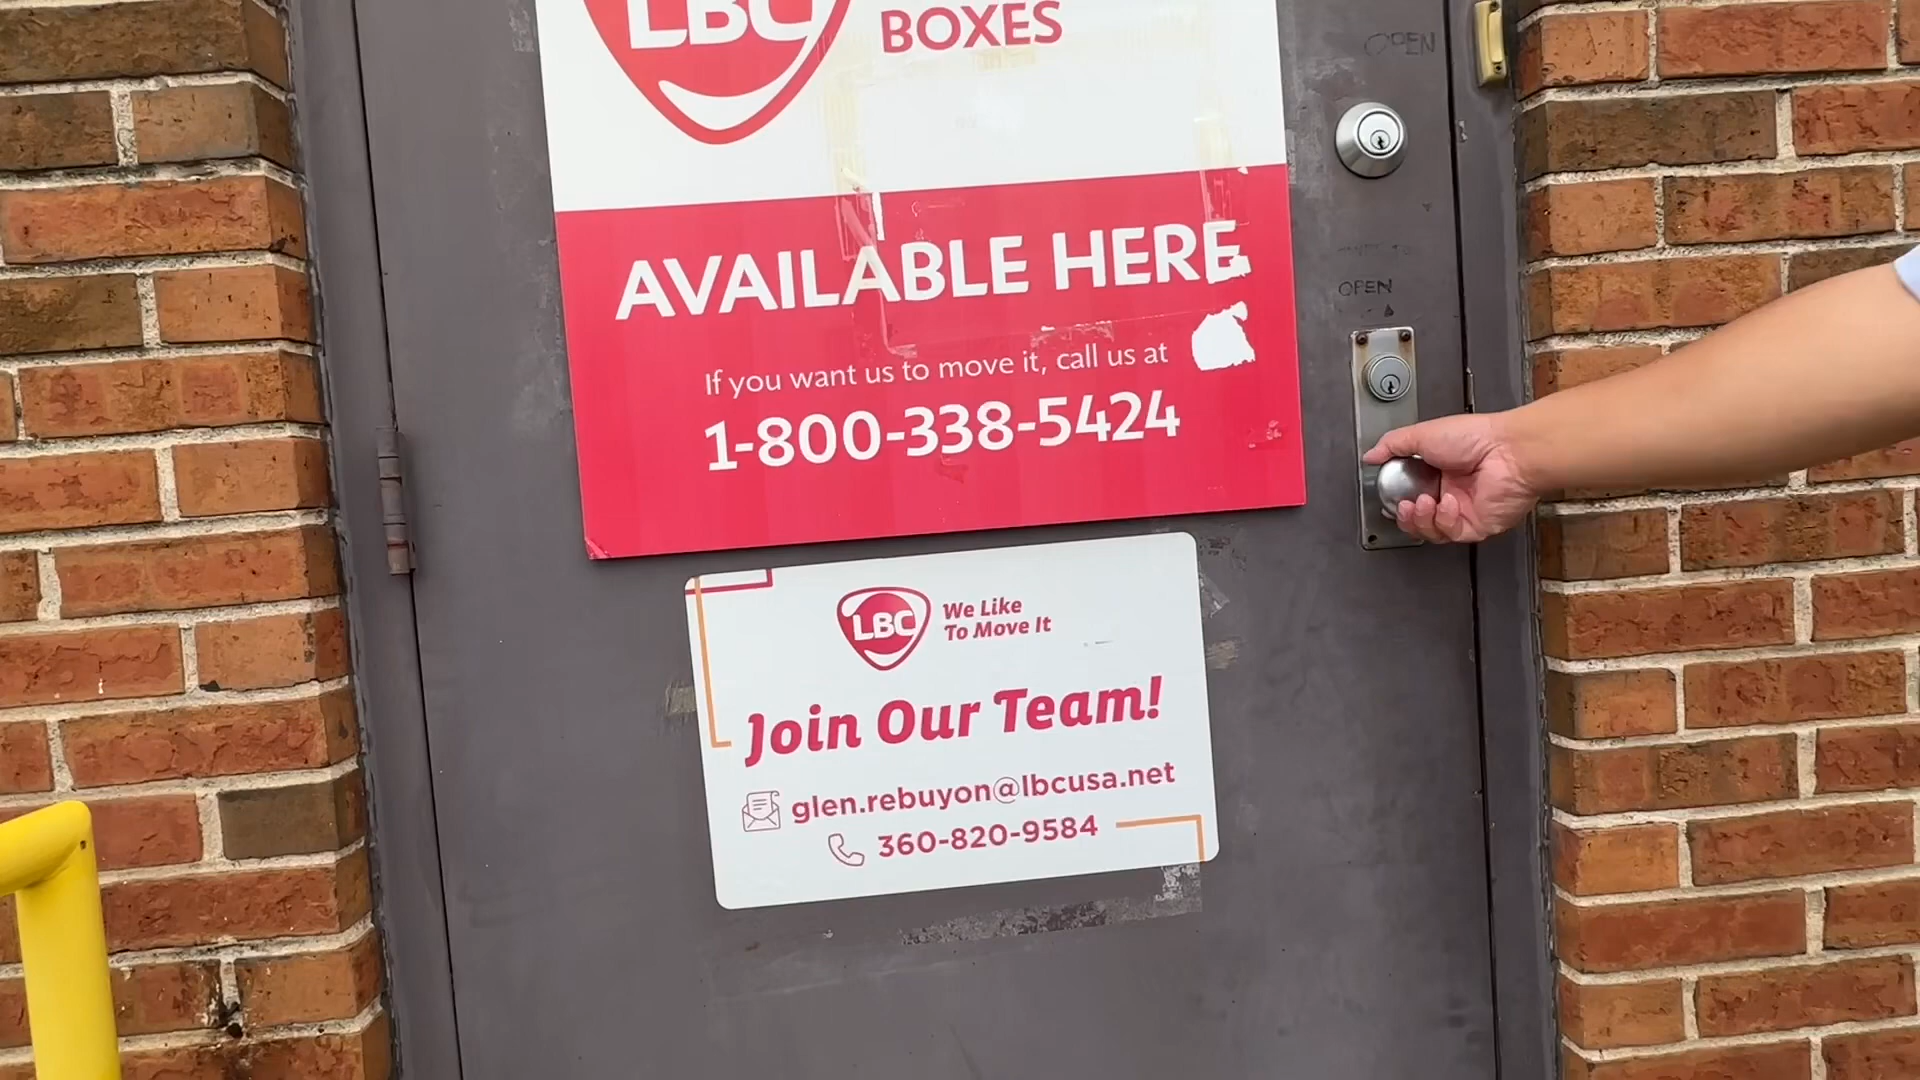 LBC
BOXES
OPEN
AVAILABLE HERE
OPEN
If you want us to move it, call us at
1-800-338-5424
LBC
We Like
To Move It
Join Our Team!
glen.rebuyon@lbcusa.net
360-820-9584